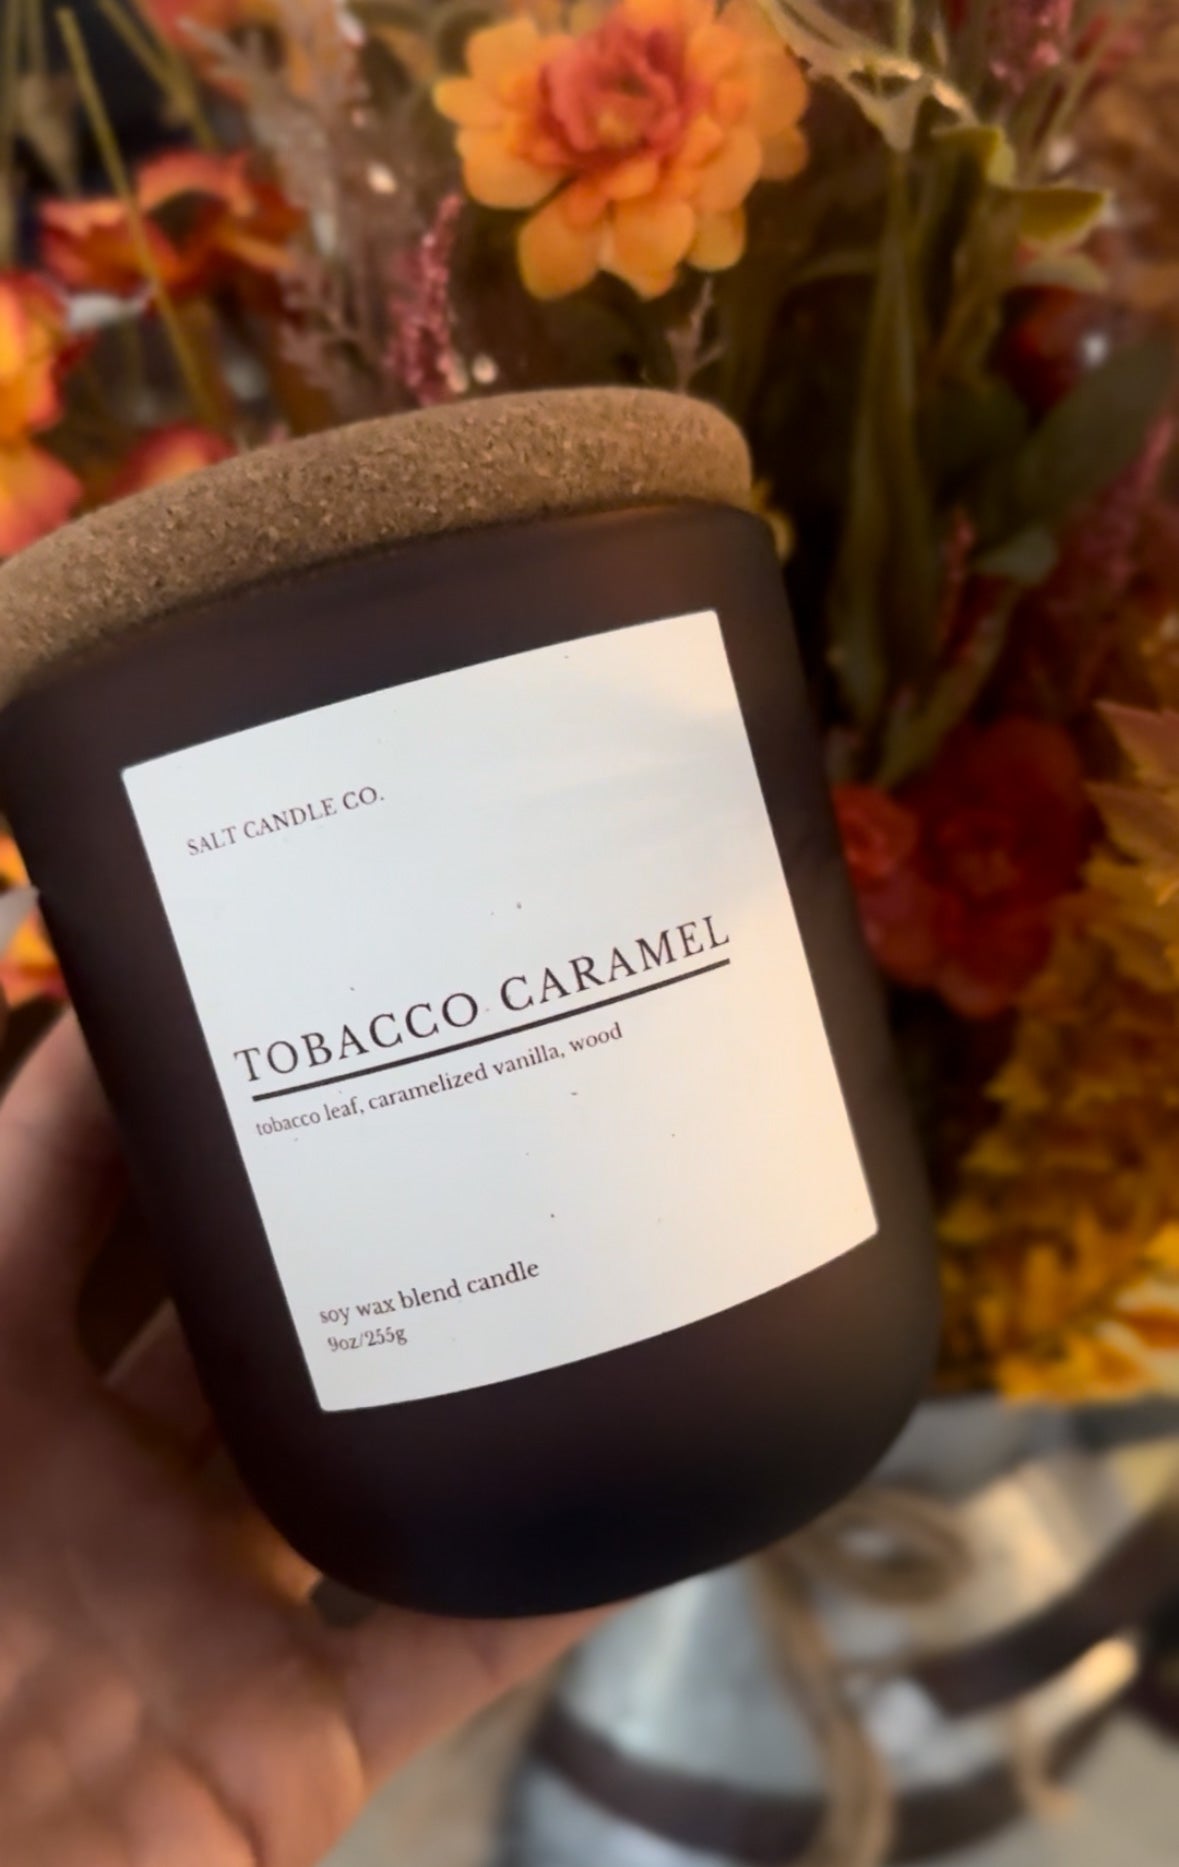 SALT CANDLE CO.
TOBACCO CARAMEL
tobacco leaf, caramelized vanilla, wood
soy wax blend candle
9oz/255g